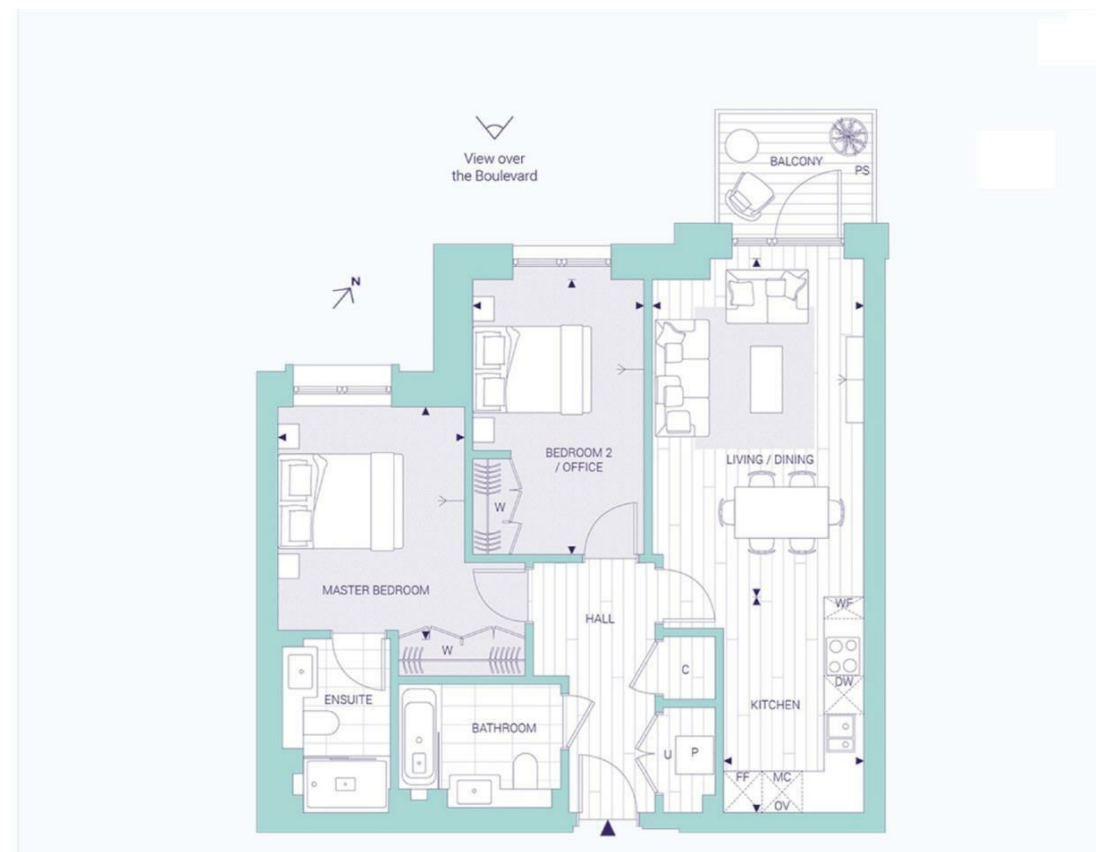 View over
the Boulevard
BALCONY
PS
N
BEDROOM 2
/ OFFICE
LIVING / DINING
W
MASTER BEDROOM
HALL
WF
W
C
DW
ENSUITE
KITCHEN
BATHROOM
U
P
FF
MC
OV